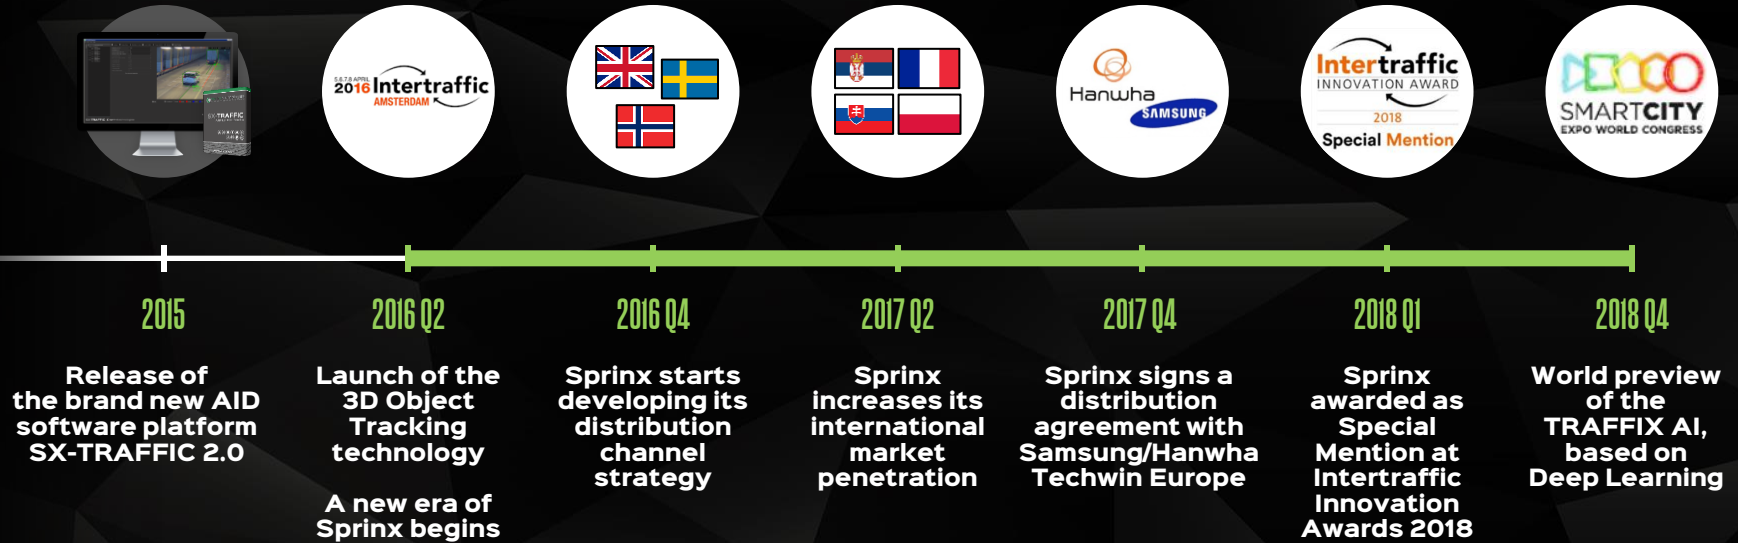 SX-TRAFFIC
5.6.7.8 APRIL
2016 Intertraffic
AMSTERDAM
Hanwha
SAMSUNG
Intertraffic
INNOVATION AWARD
2018
Special Mention
SMARTCITY
EXPO WORLD CONGRESS
2015
Release of
the brand new AID
software platform
SX-TRAFFIC 2.0
2016 Q2
Launch of the
3D Object
Tracking
technology
A new era of
Sprinx begins
2016 Q4
Sprinx starts
developing its
distribution
channel
strategy
2017 Q2
Sprinx
increases its
international
market
penetration
2017 Q4
Sprinx signs a
distribution
agreement with
Samsung/Hanwha
Techwin Europe
2018 Q1
Sprinx
awarded as
Special
Mention at
Intertraffic
Innovation
Awards 2018
2018 Q4
World preview
of the
TRAFFIX AI,
based on
Deep Learning